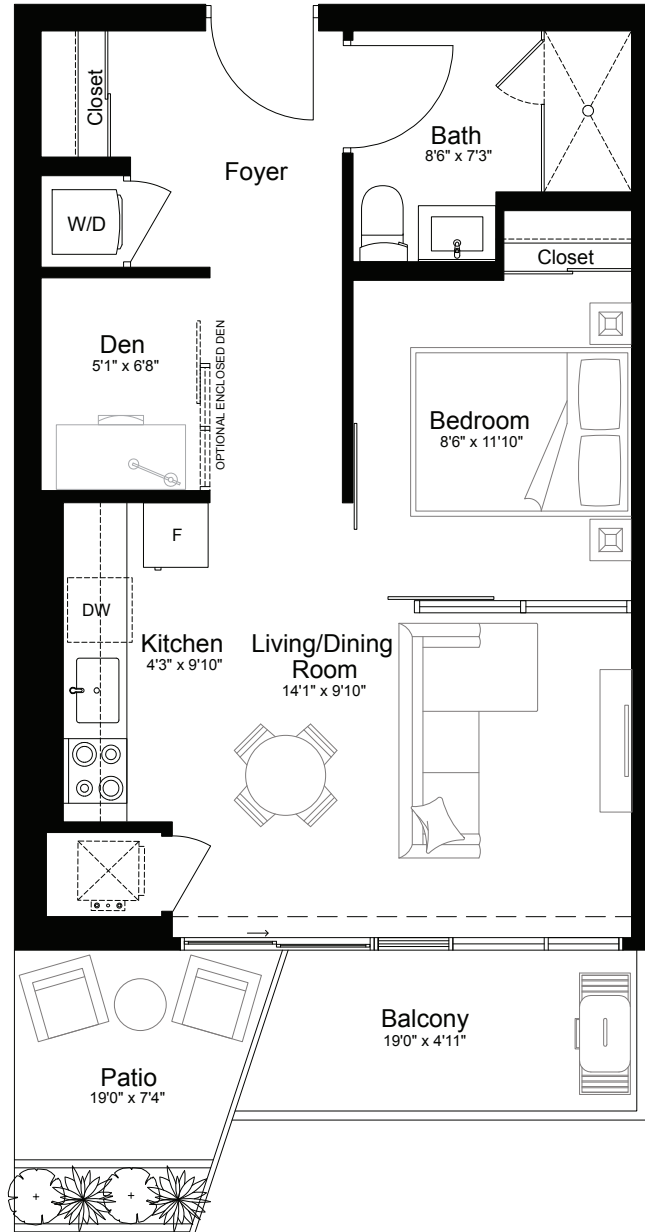 Closet
Bath
8'6" x 7'3"
Foyer
W/D
Closet
Den
5'1" x 6'8"
OPTIONAL ENCLOSED DEN
Bedroom
8'6" x 11'10"
F
DW
Kitchen
4'3" x 9'10"
Living/Dining
Room
14'1" x 9'10"
Balcony
19'0" x 4'11"
Patio
19'0" x 7'4"